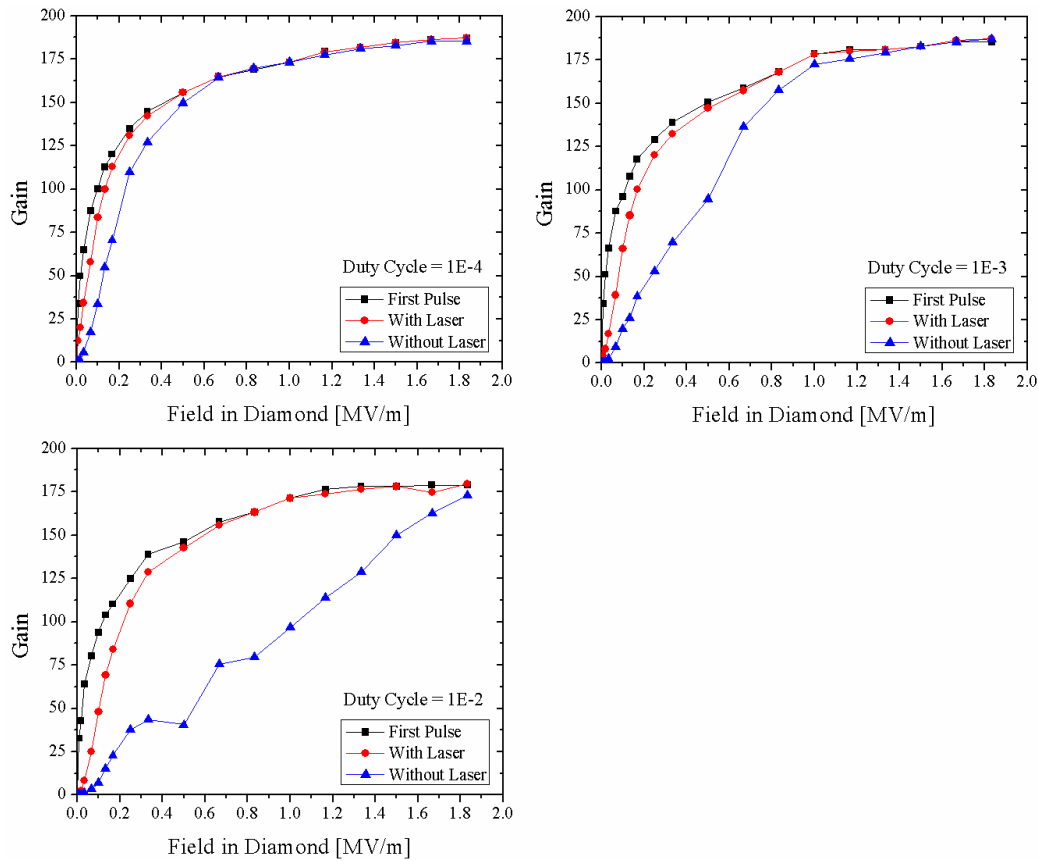 200
175
150
125
100
75
50
25
0
Gain
Duty Cycle = 1E-4
First Pulse
With Laser
Without Laser
0.0 0.2 0.4 0.6 0.8 1.0 1.2 1.4 1.6 1.8 2.0
Field in Diamond [MV/m]
200
175
150
125
100
75
50
25
0
Gain
Duty Cycle = 1E-3
First Pulse
With Laser
Without Laser
0.0 0.2 0.4 0.6 0.8 1.0 1.2 1.4 1.6 1.8 2.0
Field in Diamond [MV/m]
200
175
150
125
100
75
50
25
0
Gain
Duty Cycle = 1E-2
First Pulse
With Laser
Without Laser
0.0 0.2 0.4 0.6 0.8 1.0 1.2 1.4 1.6 1.8 2.0
Field in Diamond [MV/m]